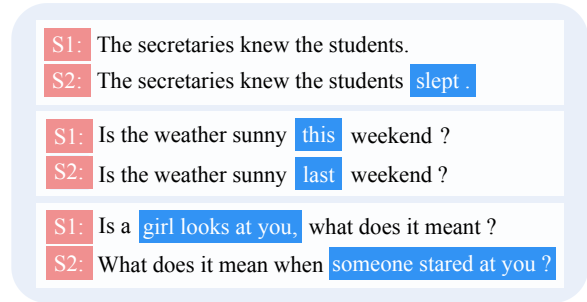 S1: The secretaries knew the students.
S2: The secretaries knew the students slept .
S1: Is the weather sunny this weekend ?
S2: Is the weather sunny last weekend ?
S1: Is a girl looks at you, what does it meant ?
S2: What does it mean when someone stared at you ?